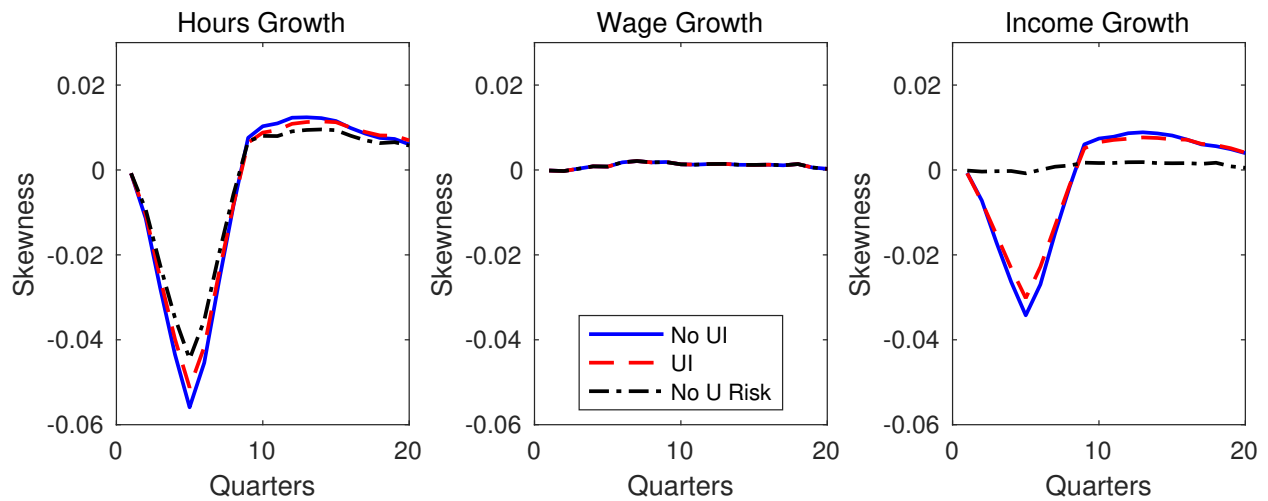 Hours Growth
Wage Growth
Income Growth
Skewness
0.02
0
-0.02
-0.04
-0.06
0
10
20
Quarters
Skewness
0.02
0
-0.02
-0.04
-0.06
0
10
20
Quarters
No UI
UI
No U Risk
Skewness
0.02
0
-0.02
-0.04
-0.06
0
10
20
Quarters